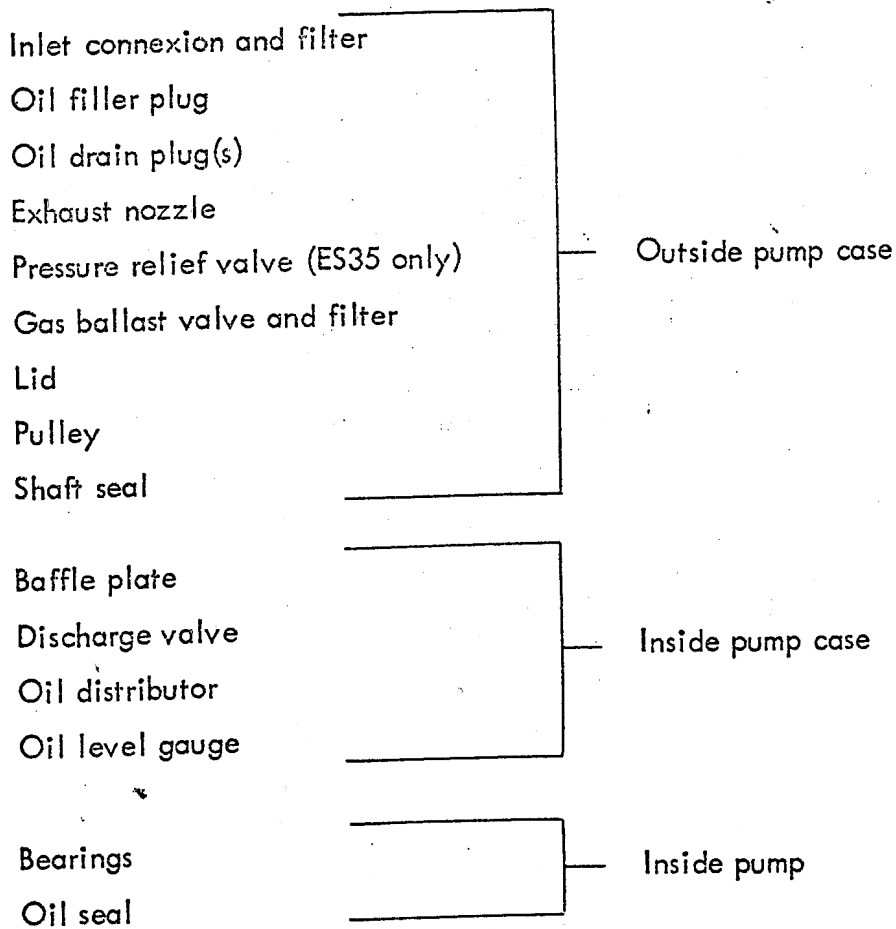 Inlet connexion and filter
Oil filler plug
Oil drain plug(s)
Exhaust nozzle
Pressure relief valve (ES35 only)
Outside pump case
Gas ballast valve and filter
Lid
Pulley
Shaft seal
Baffle plate
Discharge valve
Inside pump case
Oil distributor
Oil level gauge
Bearings
Inside pump
Oil seal